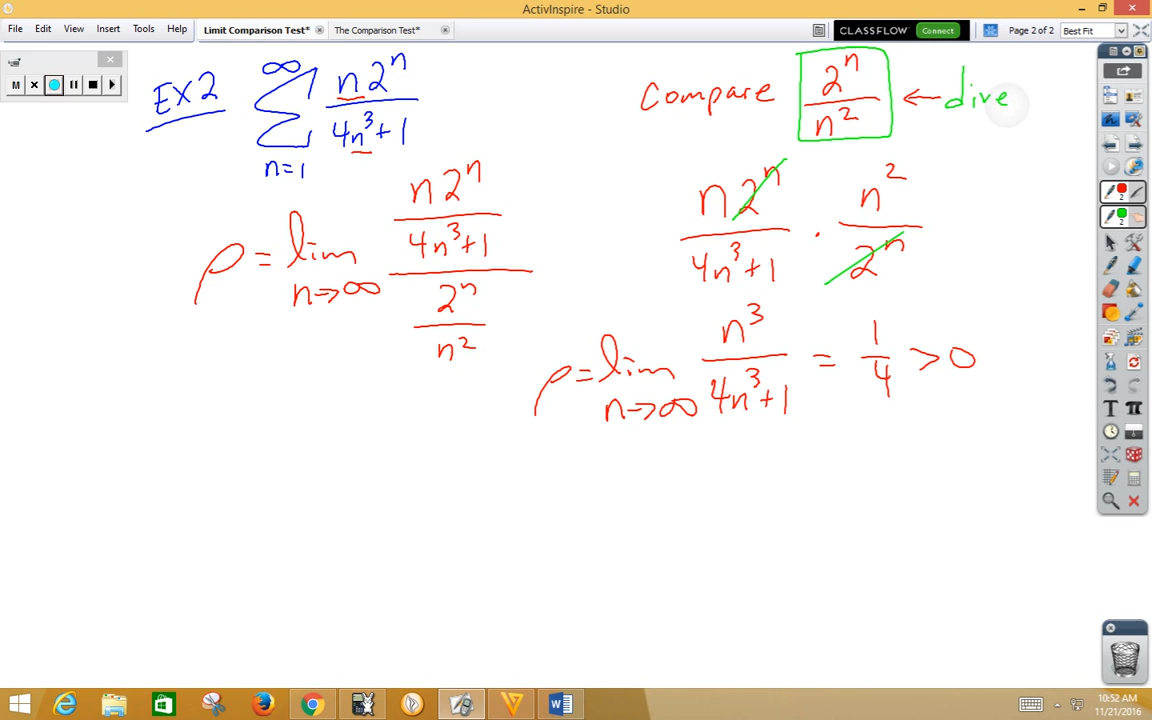 ActivInspire - Studio
File Edit View Insert Tools Help
Limit Comparison Test* The Comparison Test*
CLASSFLOW Connect
Page 2 of 2 Best Fit
M
EX2 ∞ Σ n=1 n2^n / 4n^3+1
Compare 2^n / n^2 ← dive
ρ = lim n→∞ (n2^n / 4n^3+1) / (2^n / n^2)
n2^n / 4n^3+1 · n^2 / 2^n
ρ = lim n→∞ n^3 / 4n^3+1 = 1/4 > 0
2
2
10:52 AM
11/21/2016